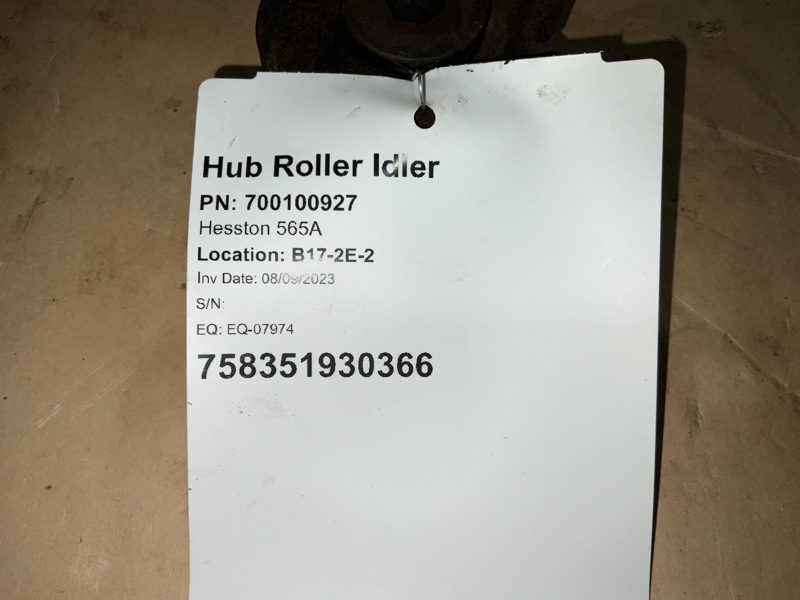 Hub Roller Idler
PN: 700100927
Hesston 565A
Location: B17-2E-2
Inv Date: 08/09/2023
S/N:
EQ: EQ-07974
758351930366